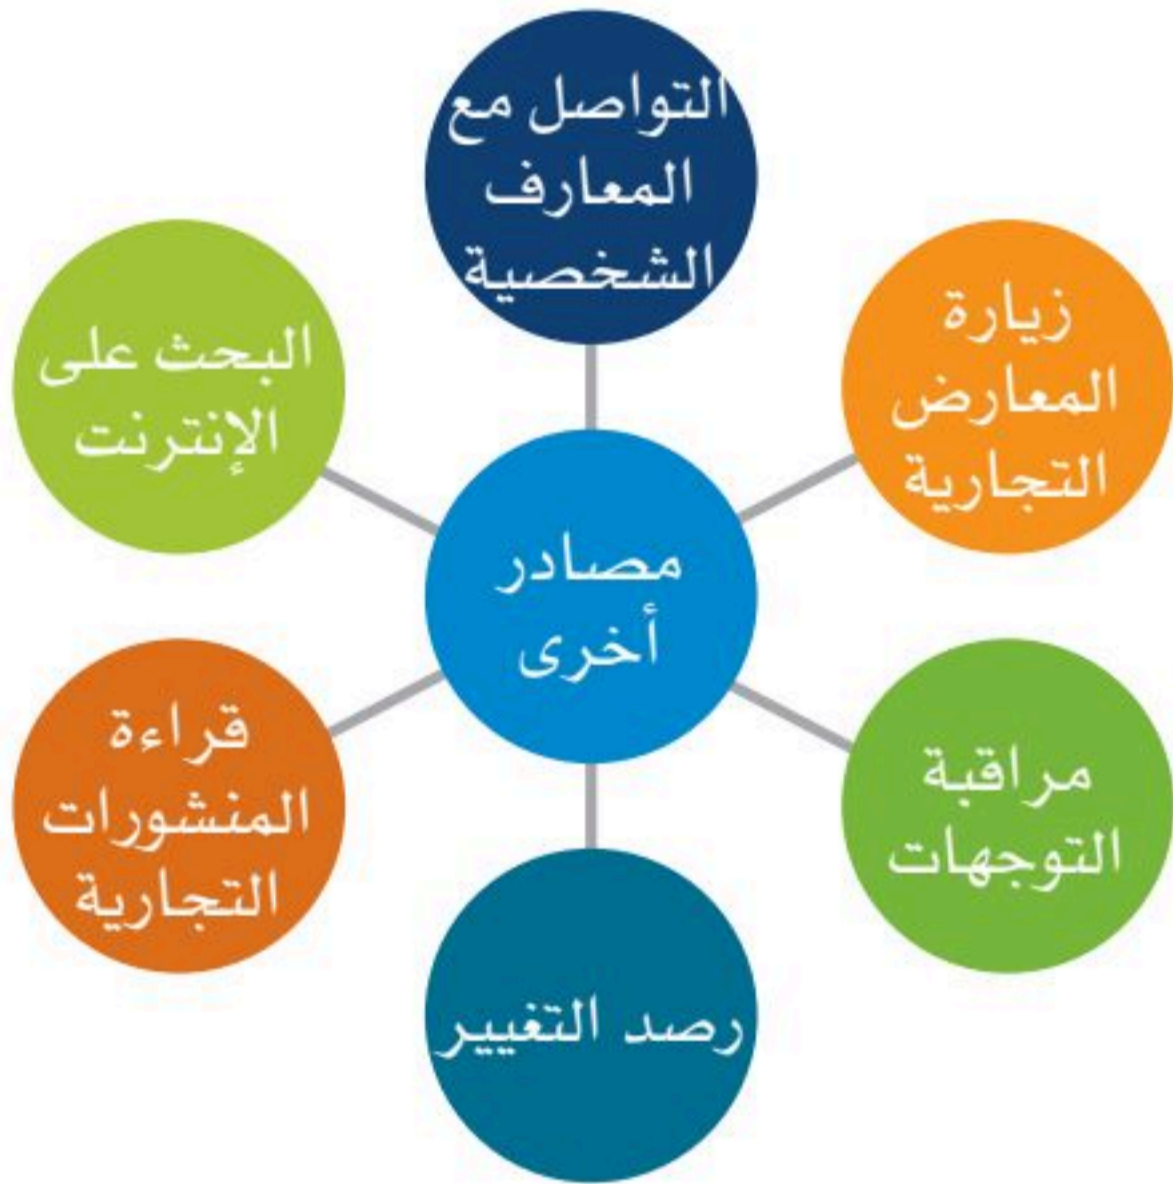 التواصل مع
المعارف
الشخصية
زيارة
المعارض
التجارية
البحث على
الإنترنت
مصادر
أخرى
مراقبة
التوجهات
قراءة
المنشورات
التجارية
رصد التغيير